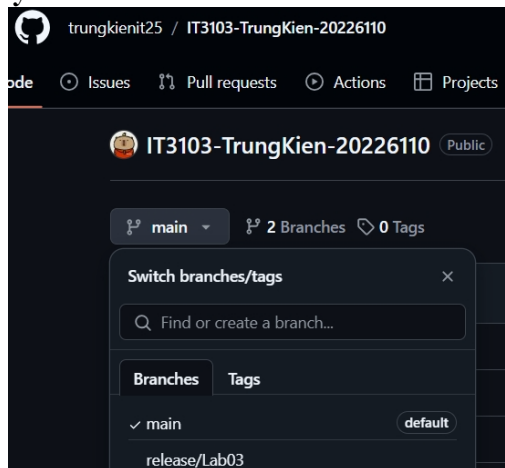 trungkienit25 / IT3103-TrungKien-20226110
ode Issues Pull requests Actions Projects
IT3103-TrungKien-20226110 Public
main 2 Branches 0 Tags
Switch branches/tags
Find or create a branch...
Branches Tags
main default
release/Lab03